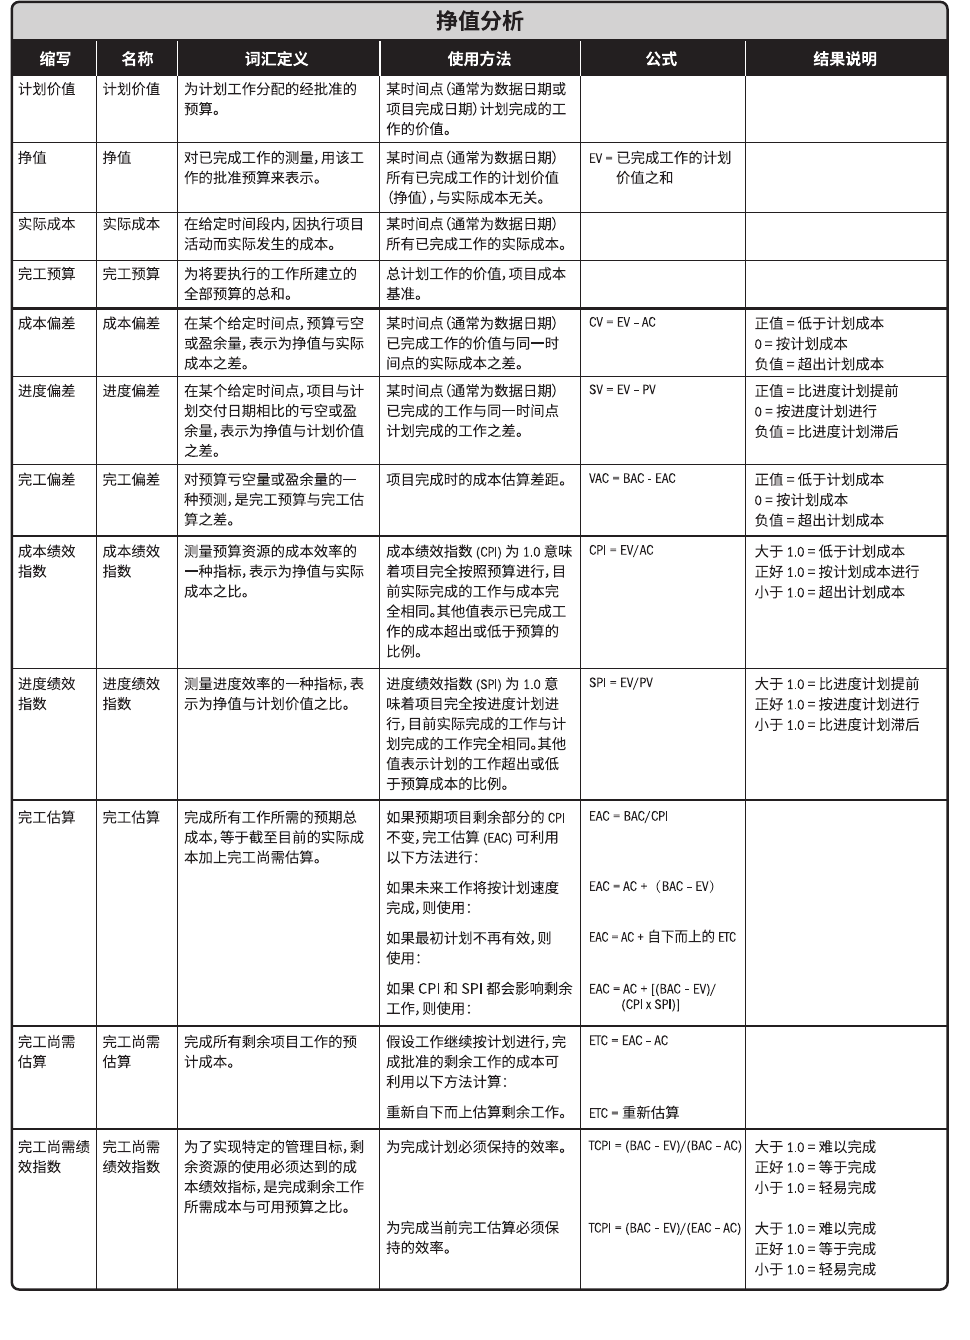 挣值分析
缩写 名称 词汇定义 使用方法 公式 结果说明
计划价值 计划价值 为计划工作分配的经批准的 某时间点（通常为数据日期或
预算。 项目完成日期）计划完成的工
作的价值。
挣值 挣值 对已完成工作的测量，用该工 某时间点（通常为数据日期） EV = 已完成工作的计划
作的批准预算来表示。 所有已完成工作的计划价值 价值之和
（挣值），与实际成本无关。
实际成本 实际成本 在给定时间段内，因执行项目 某时间点（通常为数据日期）
活动而实际发生的成本。 所有已完成工作的实际成本。
完工预算 完工预算 为将要执行的工作所建立的 总计划工作的价值，项目成本
全部预算的总和。 基准。
成本偏差 成本偏差 在某个给定时间点，预算亏空 某时间点（通常为数据日期） CV = EV – AC 正值 = 低于计划成本
或盈余量，表示为挣值与实际 已完成工作的价值与同一时 0 = 按计划成本
成本之差。 间点的实际成本之差。 负值 = 超出计划成本
进度偏差 进度偏差 在某个给定时间点，项目与计 某时间点（通常为数据日期） SV = EV – PV 正值 = 比进度计划提前
划交付日期相比的亏空或盈 已完成的工作与同一时间点 0 = 按进度计划进行
余量，表示为挣值与计划价值 计划完成的工作之差。 负值 = 比进度计划滞后
之差。
完工偏差 完工偏差 对预算亏空量或盈余量的一 项目完成时的成本估算差距。 VAC = BAC - EAC 正值 = 低于计划成本
种预测，是完工预算与完工估 0 = 按计划成本
算之差。 负值 = 超出计划成本
成本绩效 成本绩效 测量预算资源的成本效率的 成本绩效指数 (CPI) 为 1.0 意味 CPI = EV/AC 大于 1.0 = 低于计划成本
指数 指数 一种指标，表示为挣值与实际 着项目完全按照预算进行，目 正好 1.0 = 按计划成本进行
成本之比。 前实际完成的工作与成本完 小于 1.0 = 超出计划成本
全相同。其他值表示已完成工
作的成本超出或低于预算的
比例。
进度绩效 进度绩效 测量进度效率的一种指标，表 进度绩效指数 (SPI) 为 1.0 意 SPI = EV/PV 大于 1.0 = 比进度计划提前
指数 指数 示为挣值与计划价值之比。 味着项目完全按进度计划进 正好 1.0 = 按进度计划进行
行，目前实际完成的工作与计 小于 1.0 = 比进度计划滞后
划完成的工作完全相同。其他
值表示计划的工作超出或低
于预算成本的比例。
完工估算 完工估算 完成所有工作所需的预期总 如果预期项目剩余部分的 CPI EAC = BAC/CPI
成本，等于截至目前的实际成 不变，完工估算 (EAC) 可利用
本加上完工尚需估算。 以下方法进行：
如果未来工作将按计划速度 EAC = AC +（BAC – EV）
完成，则使用：
如果最初计划不再有效，则 EAC = AC + 自下而上的 ETC
使用：
如果 CPI 和 SPI 都会影响剩余 EAC = AC + [(BAC - EV)/
工作，则使用： (CPI x SPI)]
完工尚需 完工尚需 完成所有剩余项目工作的预 假设工作继续按计划进行，完 ETC = EAC – AC
估算 估算 计成本。 成批准的剩余工作的成本可
利用以下方法计算：
重新自下而上估算剩余工作。 ETC = 重新估算
完工尚需绩 完工尚需 为了实现特定的管理目标，剩 为完成计划必须保持的效率。 TCPI = (BAC – EV)/(BAC – AC) 大于 1.0 = 难以完成
效指数 绩效指数 余资源的使用必须达到的成 正好 1.0 = 等于完成
本绩效指标，是完成剩余工作 小于 1.0 = 轻易完成
所需成本与可用预算之比。
为完成当前完工估算必须保 TCPI = (BAC – EV)/(EAC – AC) 大于 1.0 = 难以完成
持的效率。 正好 1.0 = 等于完成
小于 1.0 = 轻易完成